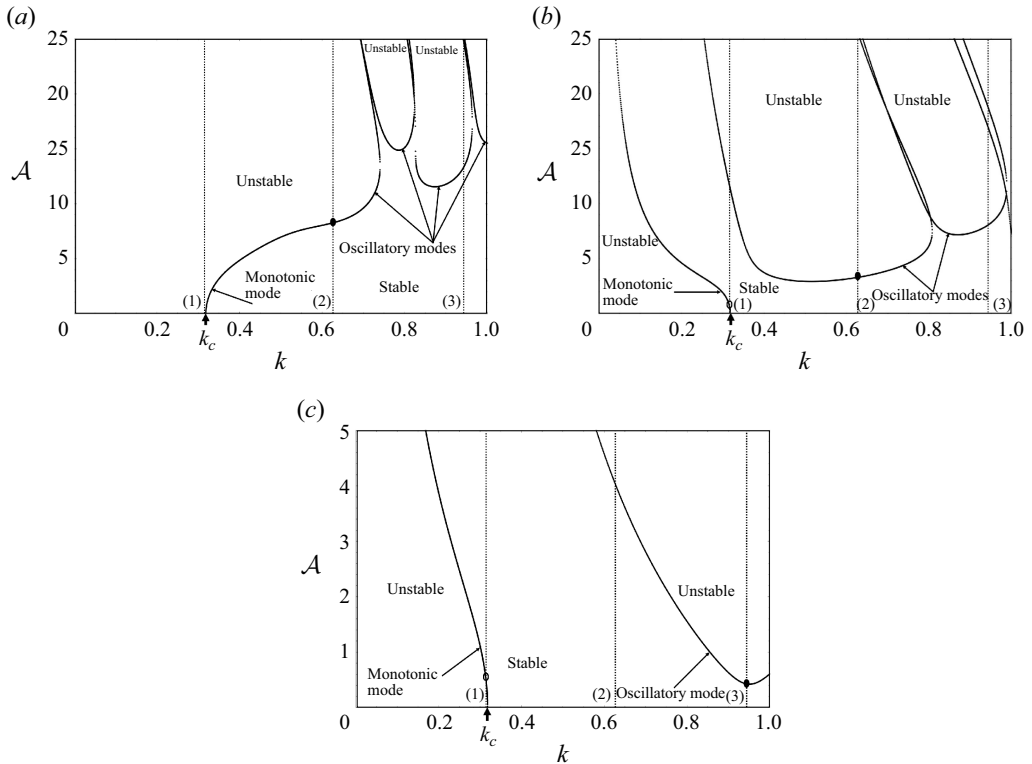 (a)
25
20
25
15
10
5
0
𝒜
Unstable
Unstable
Unstable
Oscillatory modes
Monotonic
mode
Stable
(1)
(2)
(3)
0.2
0.4
0.6
0.8
1.0
k_c
k
(b)
25
20
25
15
10
5
0
𝒜
Unstable
Unstable
Unstable
Monotonic
mode
Stable
Oscillatory modes
(1)
(2)
(3)
0.2
0.4
0.6
0.8
1.0
k_c
k
(c)
5
4
3
2
1
0
𝒜
Unstable
Unstable
Stable
Monotonic
mode
Oscillatory mode
(1)
(2)
(3)
0.2
0.4
0.6
0.8
1.0
k_c
k